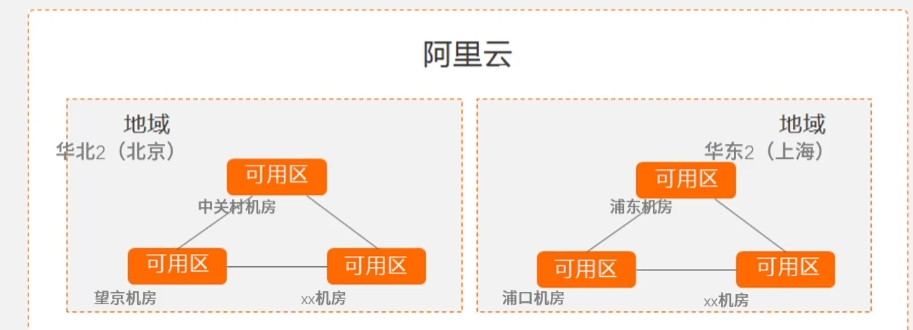 阿里云
地域
华北2（北京）
可用区
中关村机房
可用区
可用区
望京机房
xx机房
地域
华东2（上海）
可用区
浦东机房
可用区
可用区
浦口机房
xx机房